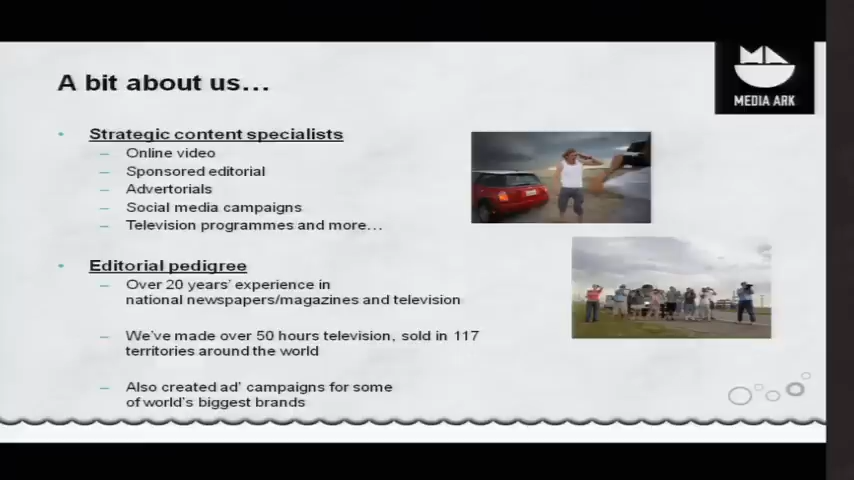 A bit about us…
MEDIA ARK
• Strategic content specialists
– Online video
– Sponsored editorial
– Advertorials
– Social media campaigns
– Television programmes and more…
• Editorial pedigree
– Over 20 years' experience in
national newspapers/magazines and television
– We've made over 50 hours television, sold in 117
territories around the world
– Also created ad' campaigns for some
of world's biggest brands